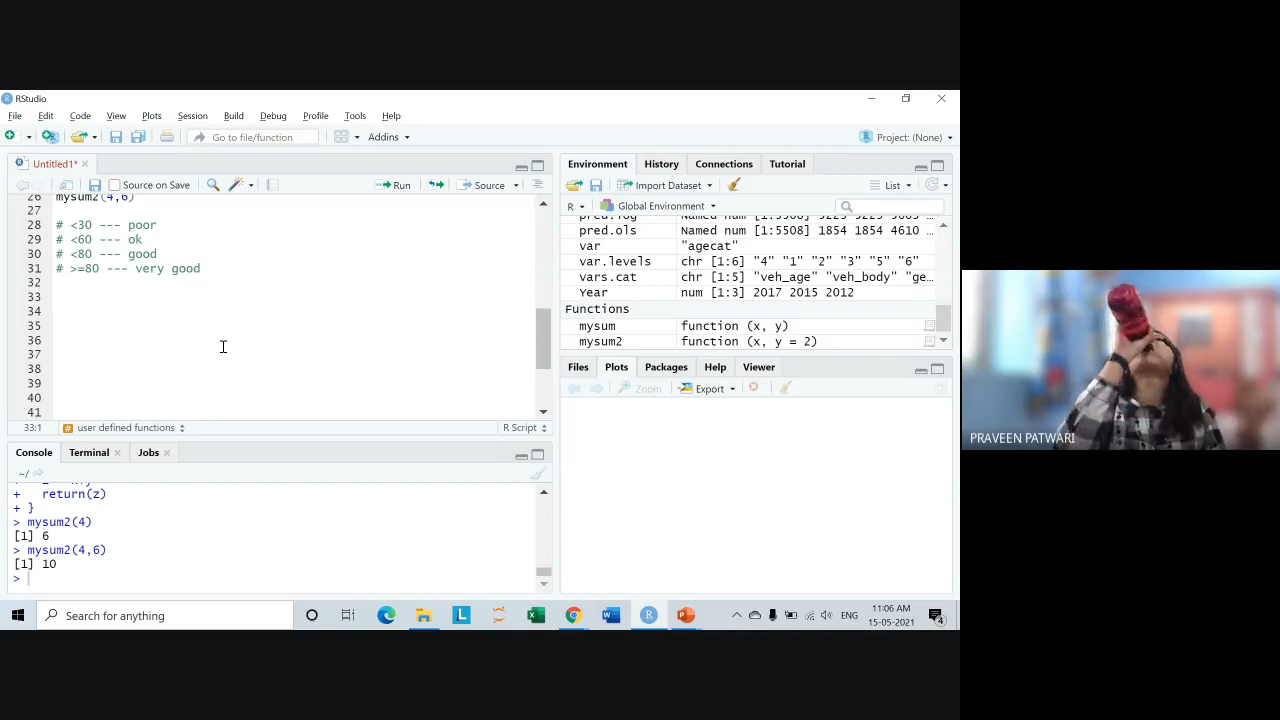 RStudio
File Edit Code View Plots Session Build Debug Profile Tools Help
Go to file/function Addins Project: (None)
Untitled1*
Source on Save Run Source
26 mysum2(4,6)
27
28 # <30 --- poor
29 # <60 --- ok
30 # <80 --- good
31 # >=80 --- very good
32
33
34
35
36
37
38
39
40
41
33:1 user defined functions R Script
Console Terminal Jobs
~/
+ return(z)
+ }
> mysum2(4)
[1] 6
> mysum2(4,6)
[1] 10
>
Environment History Connections Tutorial
Import Dataset List
R Global Environment
pred.ols Named num [1:5508] 1854 1854 4610 …
var "agecat"
var.levels chr [1:6] "4" "1" "2" "3" "5" "6"
vars.cat chr [1:5] "veh_age" "veh_body" "ge…
Year num [1:3] 2017 2015 2012
Functions
mysum function (x, y)
mysum2 function (x, y = 2)
Files Plots Packages Help Viewer
Zoom Export
PRAVEEN PATWARI
Search for anything
ENG
11:06 AM
15-05-2021
4